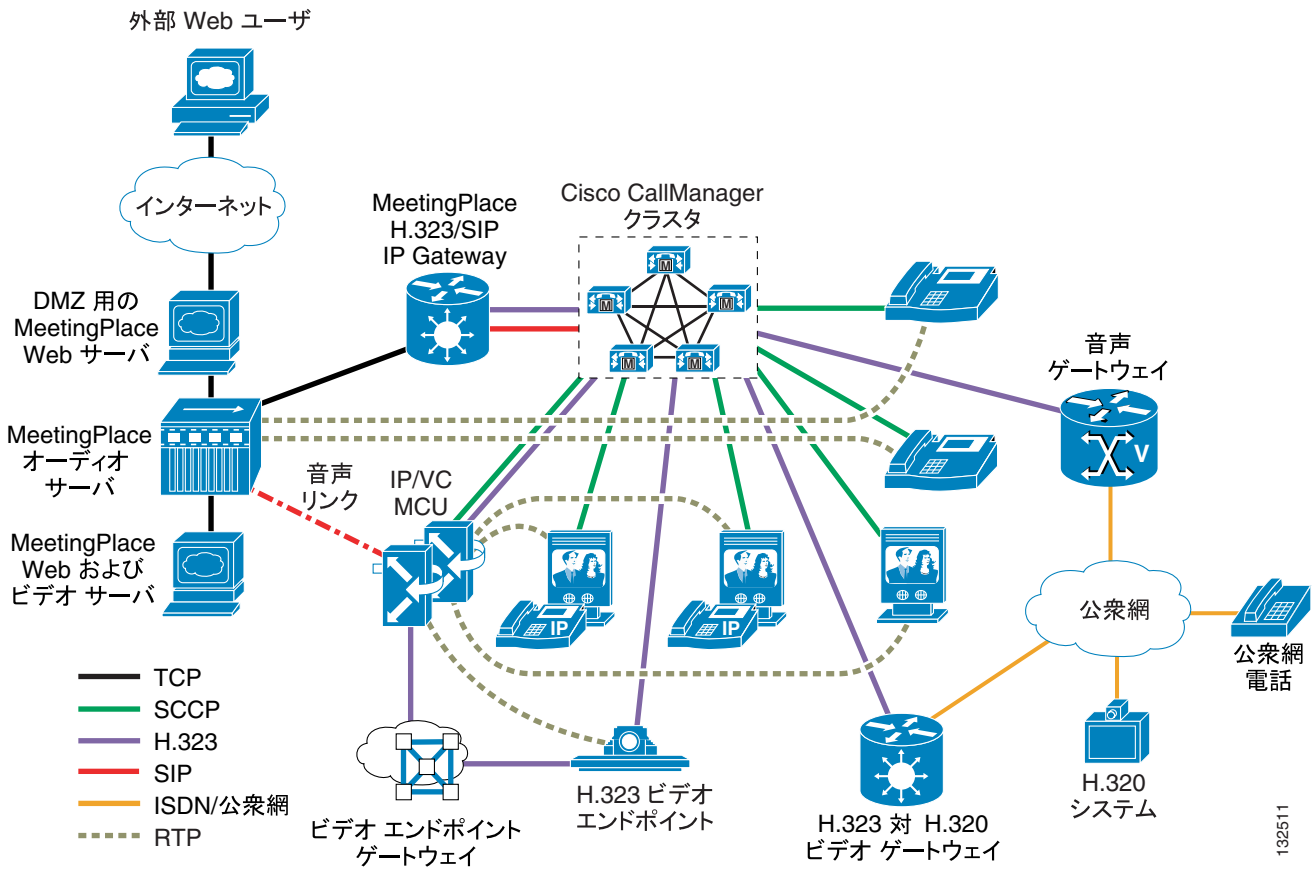 外部 Web ユーザ
インターネット
MeetingPlace
H.323/SIP
IP Gateway
Cisco CallManager
クラスタ
M
M
M
M
M
DMZ 用の
MeetingPlace
Web サーバ
音声
ゲートウェイ
V
MeetingPlace
オーディオ
サーバ
音声
リンク
IP/VC
MCU
MeetingPlace
Web および
ビデオ サーバ
IP
IP
公衆網
公衆網
電話
TCP
SCCP
H.323
SIP
ISDN/公衆網
RTP
ビデオ エンドポイント
ゲートウェイ
H.323 ビデオ
エンドポイント
H.323 対 H.320
ビデオ ゲートウェイ
H.320
システム
132511